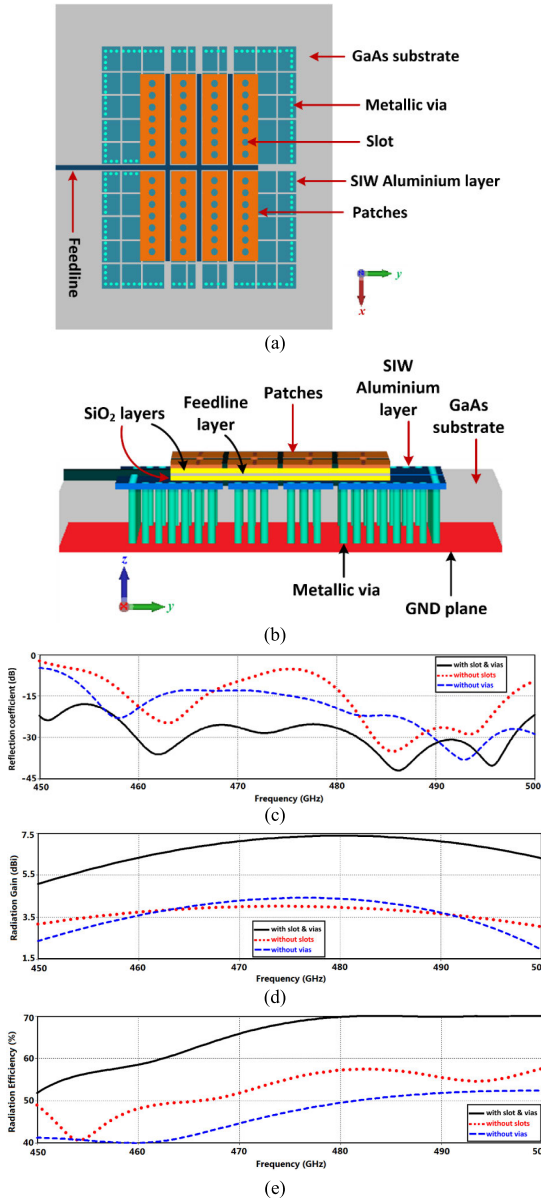 GaAs substrate
Metallic via
Slot
SIW Aluminium layer
Patches
Feedline
y
x
(a)
SiO2 layers
Feedline
layer
Patches
SIW
Aluminium
layer
GaAs
substrate
z
y
Metallic via
GND plane
(b)
Reflection coefficient (dB)
0
-15
-30
-45
with slot & vias
without slots
without vias
450 460 470 480 490 500
Frequency (GHz)
(c)
Radiation Gain (dBi)
7.5
5.5
3.5
1.5
with slot & vias
without slots
without vias
450 460 470 480 490 500
Frequency (GHz)
(d)
Radiation Efficiency (%)
70
60
50
40
with slot & vias
without slots
without vias
450 460 470 480 490 500
Frequency (GHz)
(e)